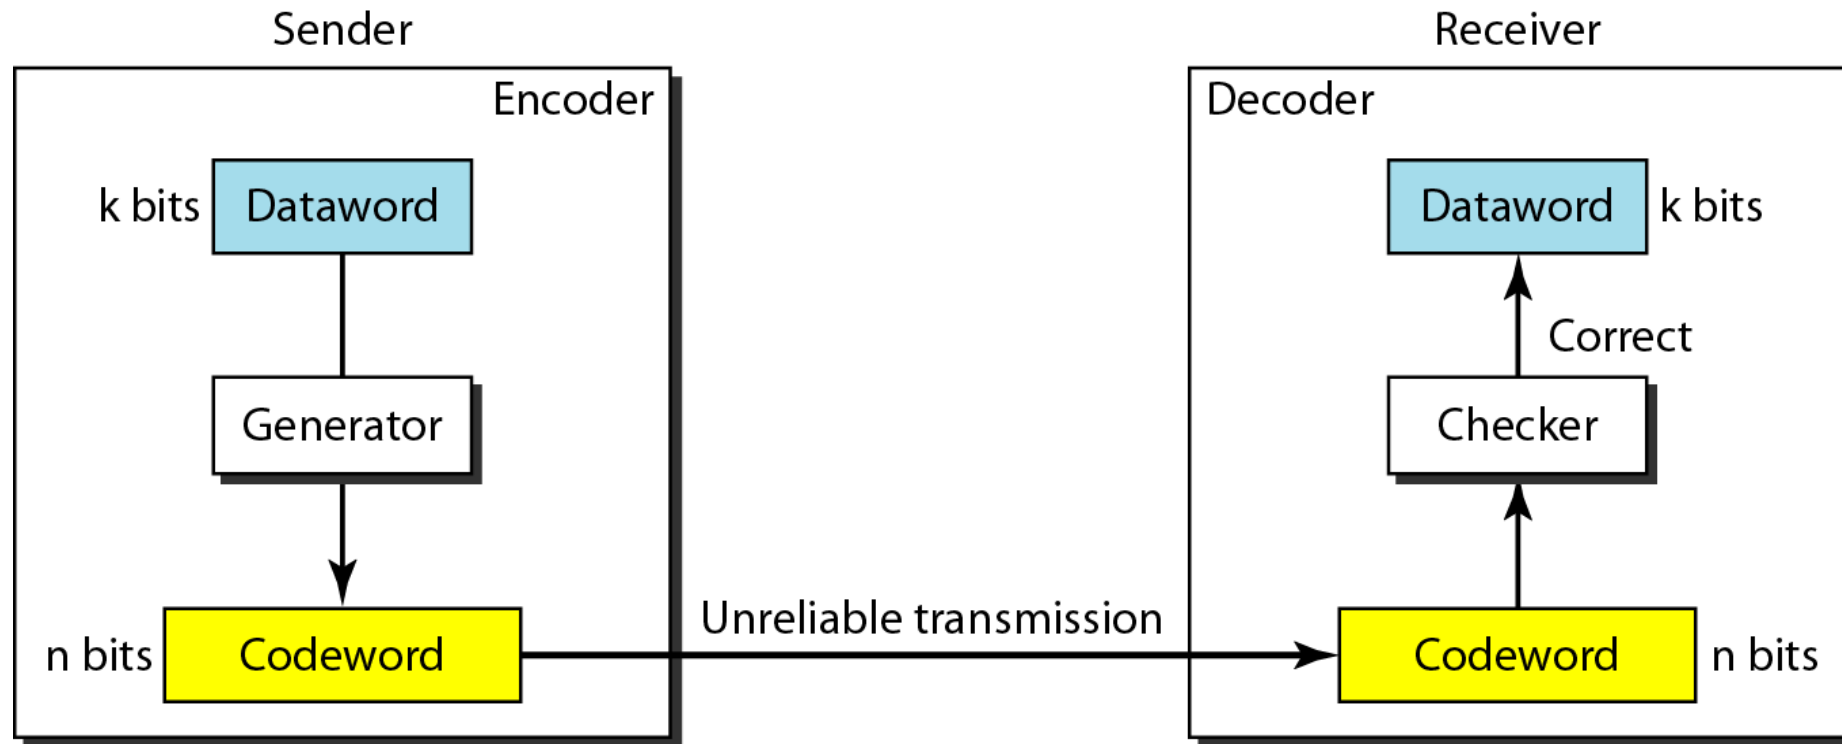 Sender
Encoder
k bits
Dataword
Generator
n bits
Codeword
Unreliable transmission
Receiver
Decoder
Dataword
k bits
Correct
Checker
Codeword
n bits